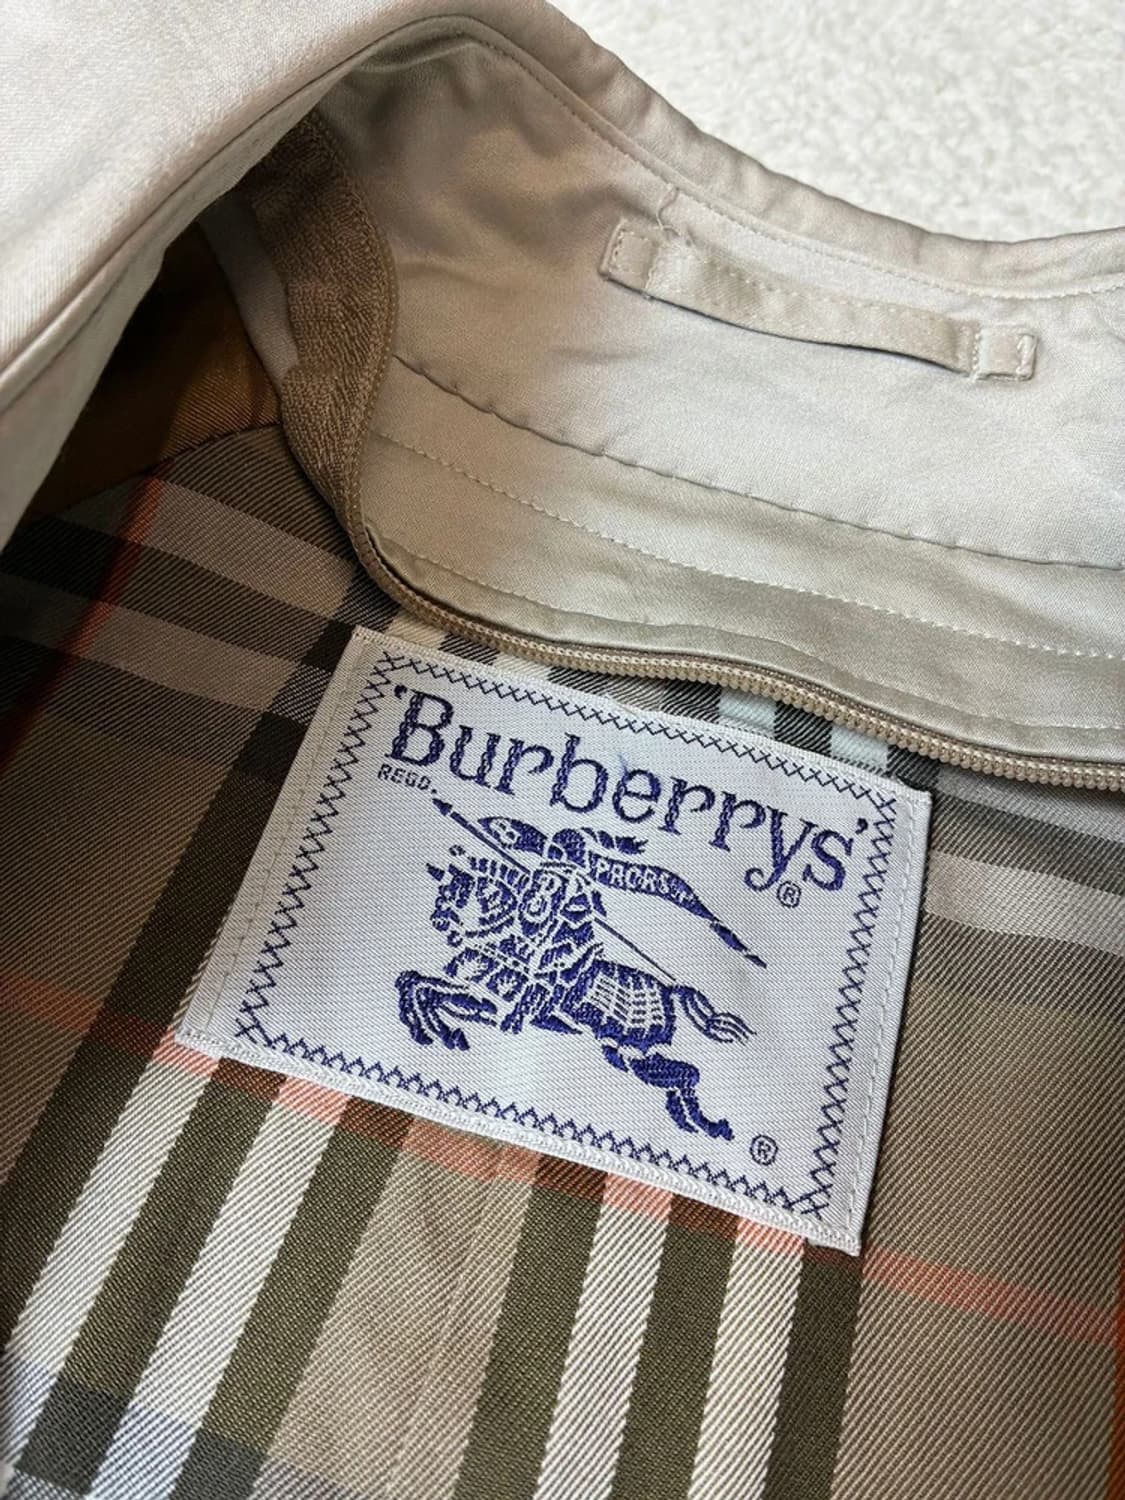 'Burberrys'
REGD.
®
PRORSUM
®